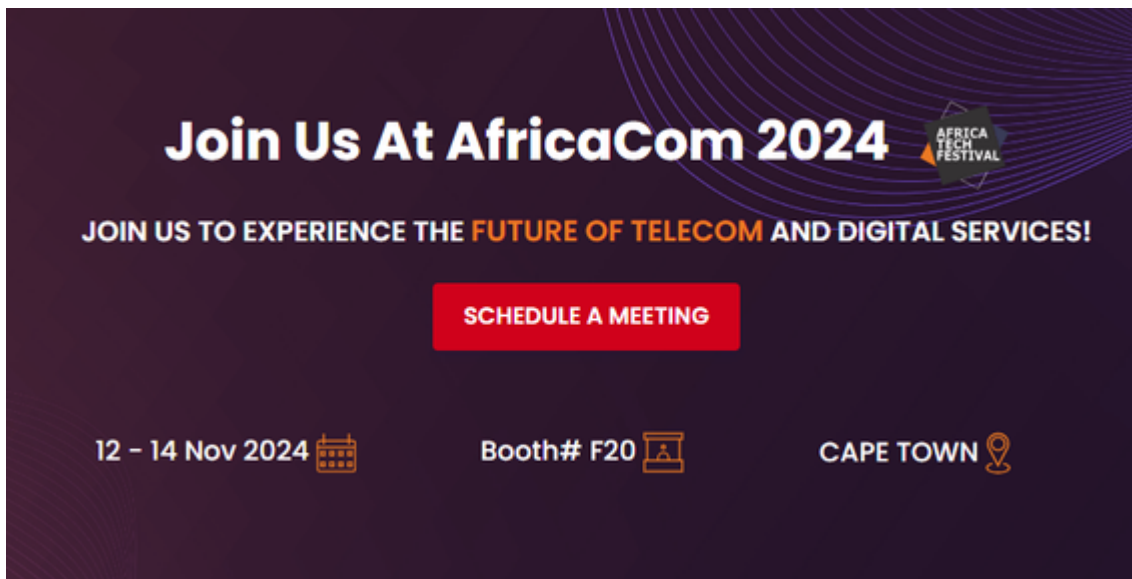 Join Us At AfricaCom 2024
AFRICA
TECH
FESTIVAL
JOIN US TO EXPERIENCE THE FUTURE OF TELECOM AND DIGITAL SERVICES!
SCHEDULE A MEETING
12 - 14 Nov 2024
Booth# F20
CAPE TOWN